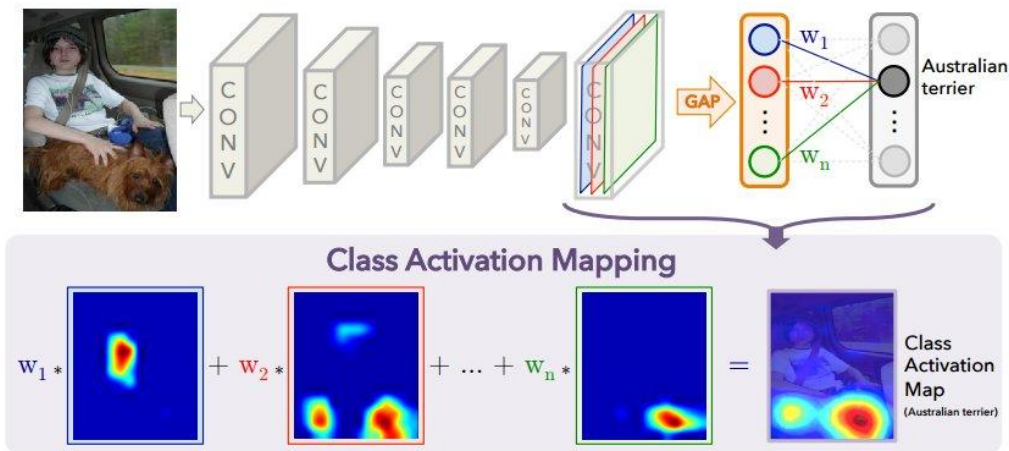 CONV
CONV
CONV
CONV
CONV
CONV
GAP
w1
w2
wn
Australian
terrier
Class Activation Mapping
w1 * + w2 * + ... + wn * =
Class
Activation
Map
(Australian terrier)